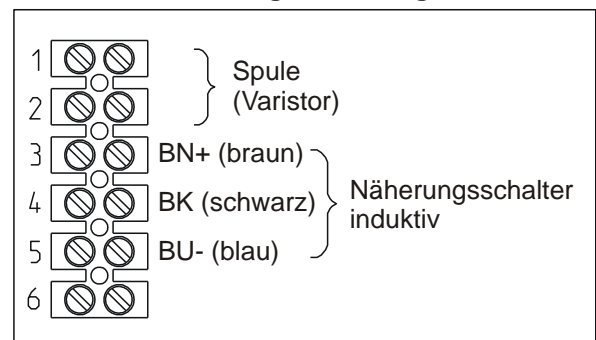 1
2
Spule
(Varistor)
3 BN+ (braun)
4 BK (schwarz)
5 BU- (blau)
Näherungsschalter
induktiv
6